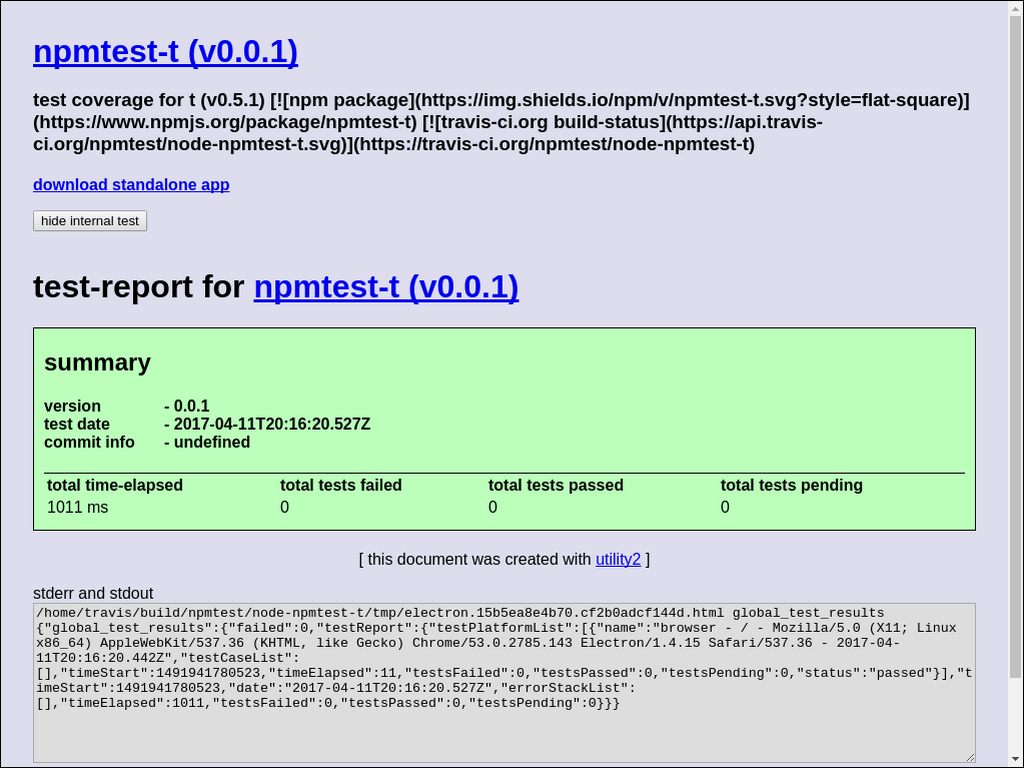 npmtest-t (v0.0.1)
test coverage for t (v0.5.1) [![npm package](https://img.shields.io/npm/v/npmtest-t.svg?style=flat-square)]
(https://www.npmjs.org/package/npmtest-t) [![travis-ci.org build-status](https://api.travis-
ci.org/npmtest/node-npmtest-t.svg)](https://travis-ci.org/npmtest/node-npmtest-t)
download standalone app
hide internal test
test-report for npmtest-t (v0.0.1)
summary
version - 0.0.1
test date - 2017-04-11T20:16:20.527Z
commit info - undefined
total time-elapsed total tests failed total tests passed total tests pending
1011 ms 0 0 0
[ this document was created with utility2 ]
stderr and stdout
/home/travis/build/npmtest/node-npmtest-t/tmp/electron.15b5ea8e4b70.cf2b0adcf144d.html global_test_results
{"global_test_results":{"failed":0,"testReport":{"testPlatformList":[{"name":"browser - / - Mozilla/5.0 (X11; Linux
x86_64) AppleWebKit/537.36 (KHTML, like Gecko) Chrome/53.0.2785.143 Electron/1.4.15 Safari/537.36 - 2017-04-
11T20:16:20.442Z","testCaseList":
[],"timeStart":1491941780523,"timeElapsed":11,"testsFailed":0,"testsPassed":0,"testsPending":0,"status":"passed"}],"t
imeStart":1491941780523,"date":"2017-04-11T20:16:20.527Z","errorStackList":
[],"timeElapsed":1011,"testsFailed":0,"testsPassed":0,"testsPending":0}}}